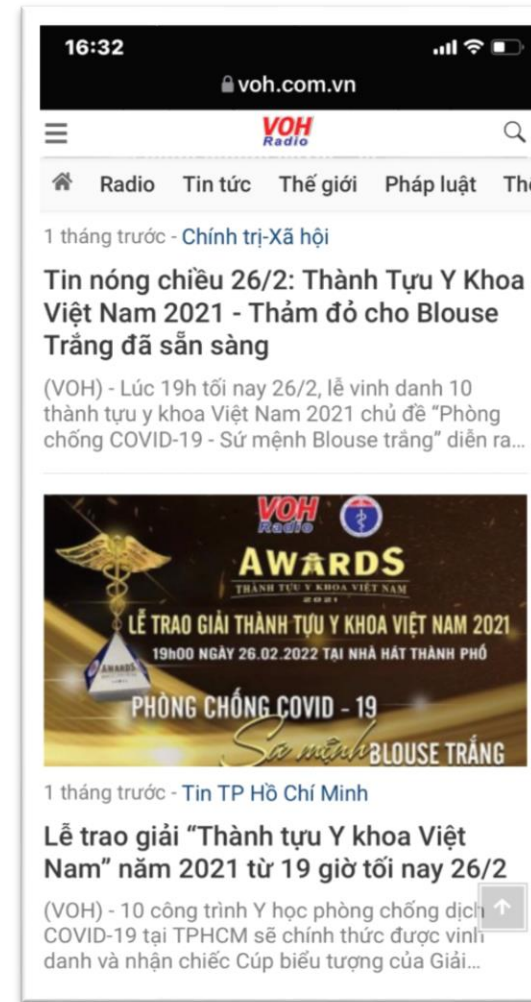 16:32
voh.com.vn
VOH
Radio
Radio Tin tức Thế giới Pháp luật Th
1 tháng trước - Chính trị-Xã hội
Tin nóng chiều 26/2: Thành Tựu Y Khoa
Việt Nam 2021 - Thảm đỏ cho Blouse
Trắng đã sẵn sàng
(VOH) - Lúc 19h tối nay 26/2, lễ vinh danh 10
thành tựu y khoa Việt Nam 2021 chủ đề “Phòng
chống COVID-19 - Sứ mệnh Blouse trắng” diễn ra...
VOH
Radio
AWARDS
THÀNH TỰU Y KHOA VIỆT NAM
2021
LỄ TRAO GIẢI THÀNH TỰU Y KHOA VIỆT NAM 2021
19h00 NGÀY 26.02.2022 TẠI NHÀ HÁT THÀNH PHỐ
AWARDS
PHÒNG CHỐNG COVID - 19
Sứ mệnh BLOUSE TRẮNG
1 tháng trước - Tin TP Hồ Chí Minh
Lễ trao giải “Thành tựu Y khoa Việt
Nam” năm 2021 từ 19 giờ tối nay 26/2
(VOH) - 10 công trình Y học phòng chống dịch
COVID-19 tại TPHCM sẽ chính thức được vinh
danh và nhận chiếc Cúp biểu tượng của Giải...